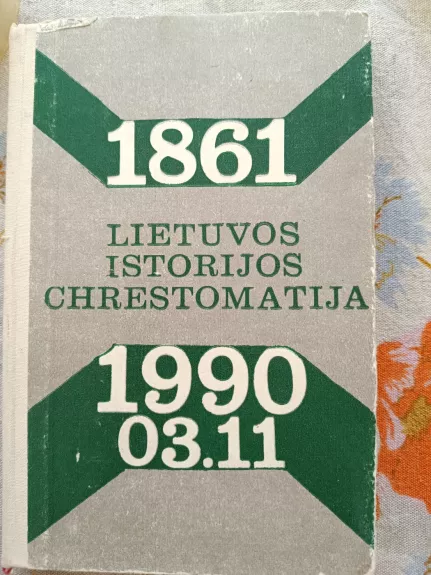 1861
LIETUVOS
ISTORIJOS
CHRESTOMATIJA
1990
03.11